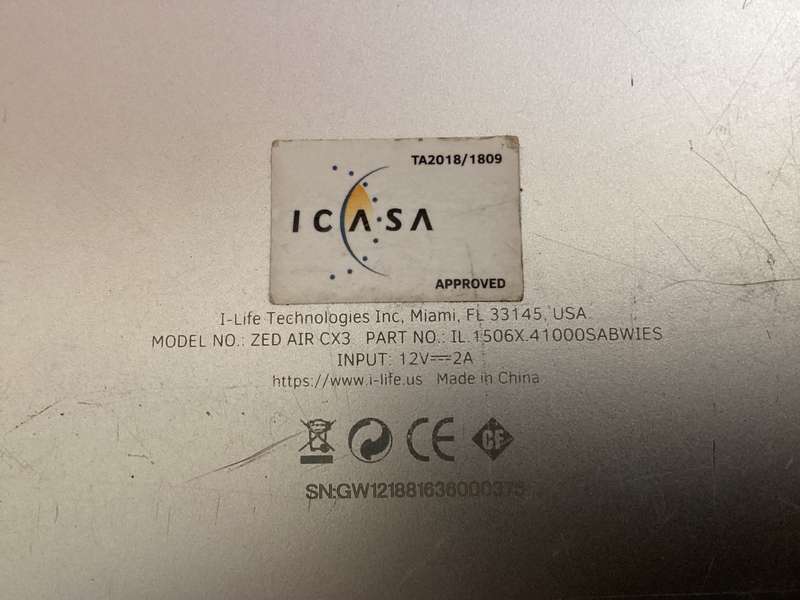 TA2018/1809
ICASA
APPROVED
I-Life Technologies Inc, Miami, FL 33145, USA
MODEL NO.: ZED AIR CX3 PART NO.: IL.1506X.41000SABWIES
INPUT: 12V⎓2A
https://www.i-life.us Made in China
CE CF
SN:GW121881636000375